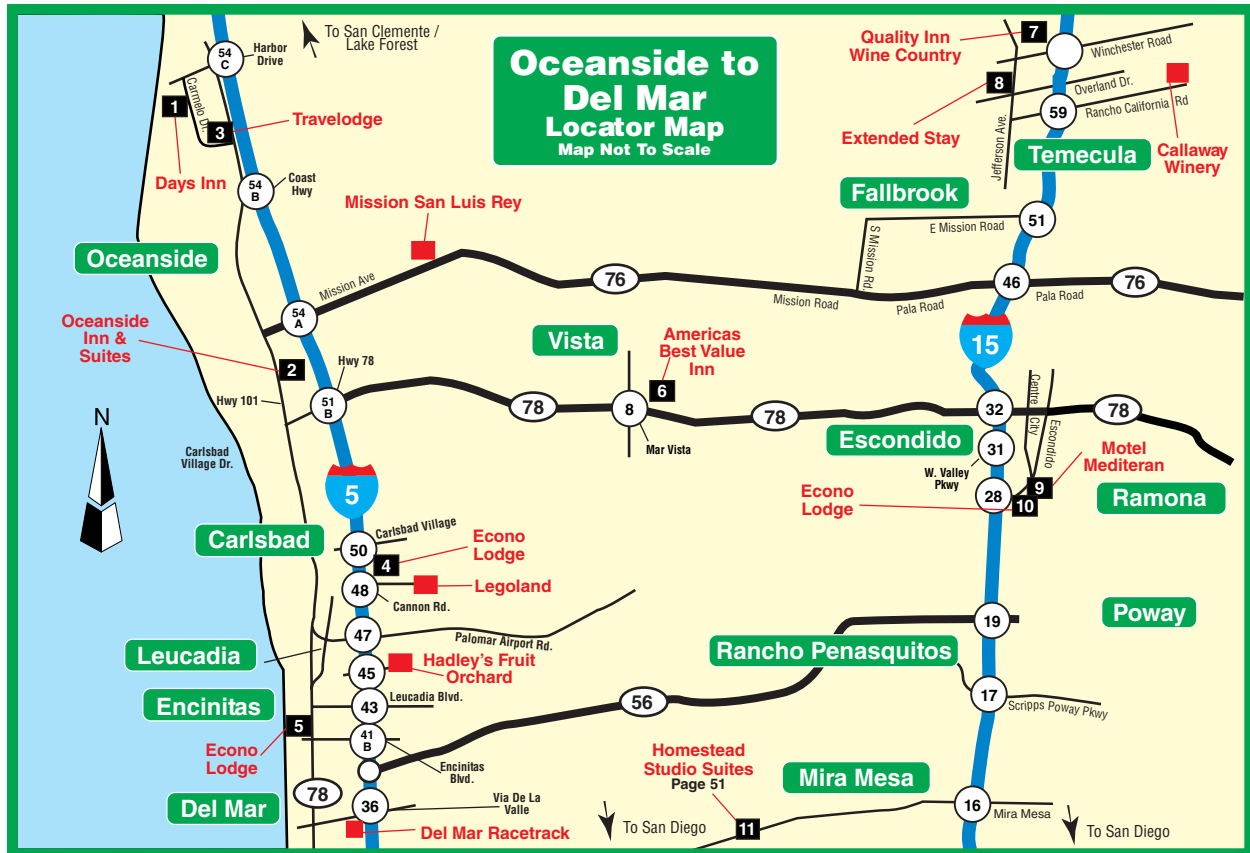 Oceanside to
Del Mar
Locator Map
Map Not To Scale
To San Clemente /
Lake Forest
54
C
Harbor
Drive
Carmelo Dr.
1
3
Travelodge
Days Inn
54
B
Coast
Hwy
Mission San Luis Rey
Oceanside
Mission Ave
54
A
Oceanside
Inn &
Suites
2
Hwy 101
Hwy 78
51
B
N
Carlsbad
Village Dr.
5
Carlsbad
Carlsbad Village
50
4
Econo
Lodge
48
Legoland
Cannon Rd.
47
Palomar Airport Rd.
Leucadia
45
Hadley's Fruit
Orchard
Encinitas
43
Leucadia Blvd.
5
Econo
Lodge
41
B
Encinitas
Blvd.
78
Del Mar
36
Via De La
Valle
Del Mar Racetrack
Quality Inn
Wine Country
7
Winchester Road
8
Overland Dr.
59
Rancho California Rd
Extended Stay
Jefferson Ave.
Temecula
Callaway
Winery
Fallbrook
51
E Mission Road
S Mission Rd.
76
Mission Road
Pala Road
46
Pala Road
76
15
Vista
Americas
Best Value
Inn
6
78
8
Mar Vista
78
32
Centre City
Escondido
78
Escondido
31
W. Valley
Pkwy
28
9
10
Motel
Mediteran
Econo
Lodge
Ramona
19
Poway
Rancho Penasquitos
56
17
Scripps Poway Pkwy
Homestead
Studio Suites
Page 51
11
Mira Mesa
16
Mira Mesa
To San Diego
To San Diego